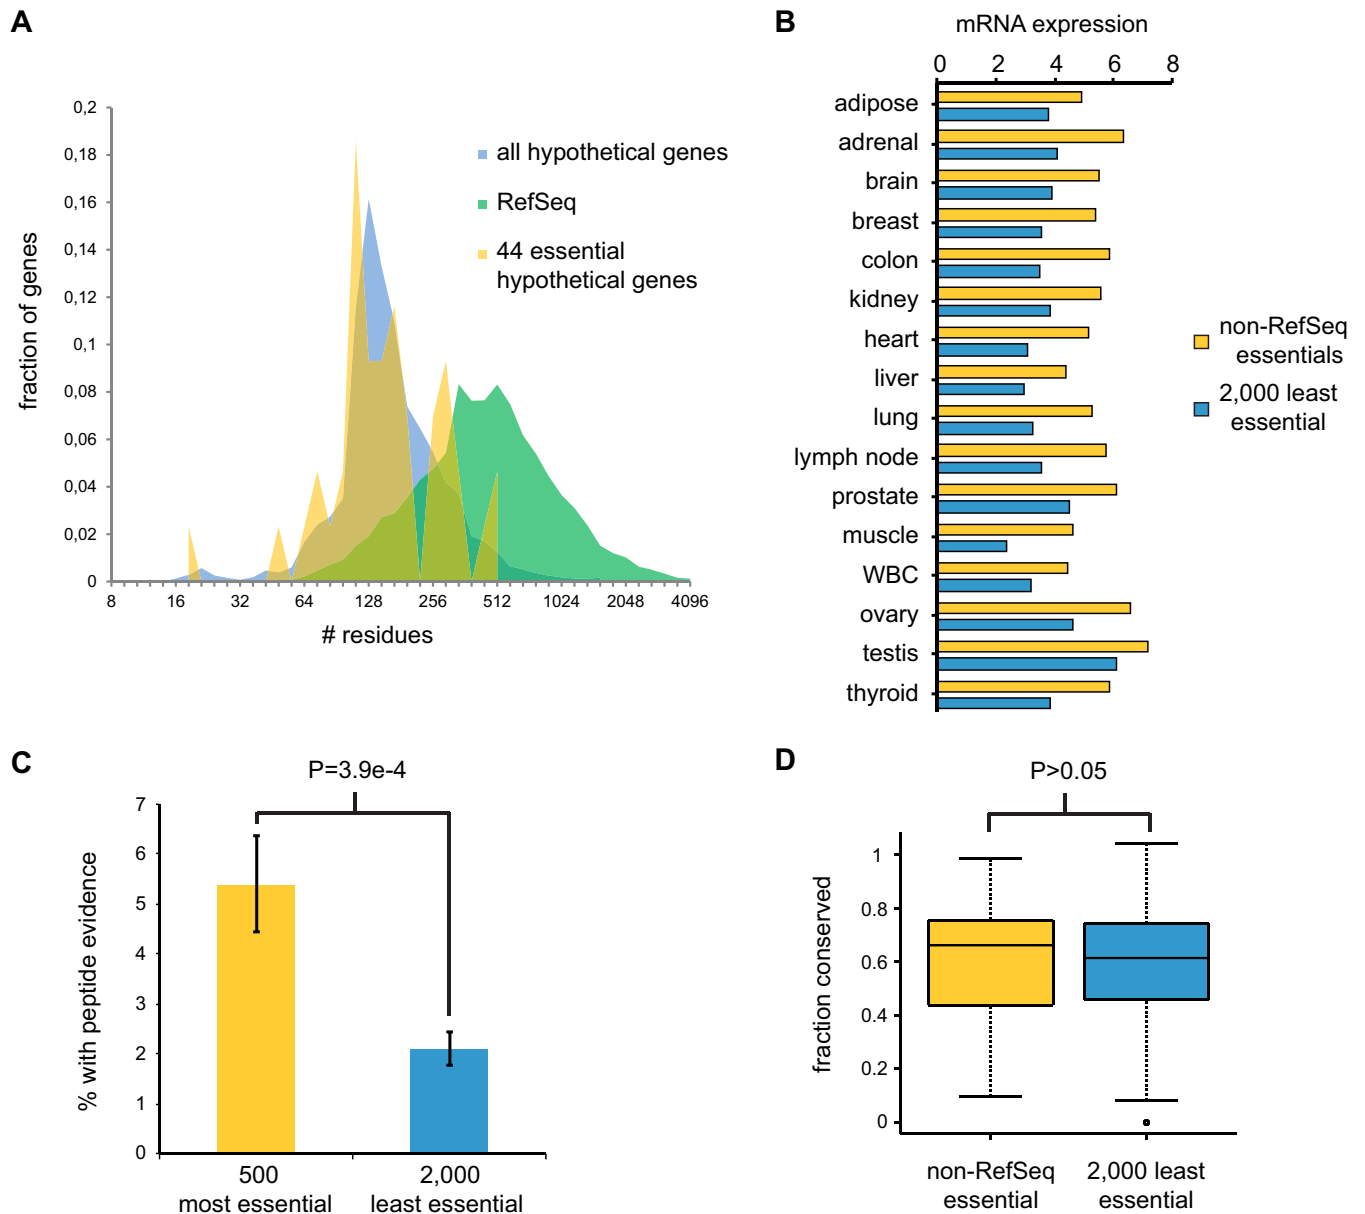 A
0,2
0,18
0,16
0,14
0,12
0,1
0,08
0,06
0,04
0,02
0
fraction of genes
all hypothetical genes
RefSeq
44 essential
hypothetical genes
8 16 32 64 128 256 512 1024 2048 4096
# residues
B
mRNA expression
0 2 4 6 8
adipose
adrenal
brain
breast
colon
kidney
heart
liver
lung
lymph node
prostate
muscle
WBC
ovary
testis
thyroid
non-RefSeq
essentials
2,000 least
essential
C
P=3.9e-4
7
6
5
4
3
2
1
0
% with peptide evidence
500
most essential
2,000
least essential
D
P>0.05
1
0.8
0.6
0.4
0.2
0
fraction conserved
non-RefSeq
essential
2,000 least
essential